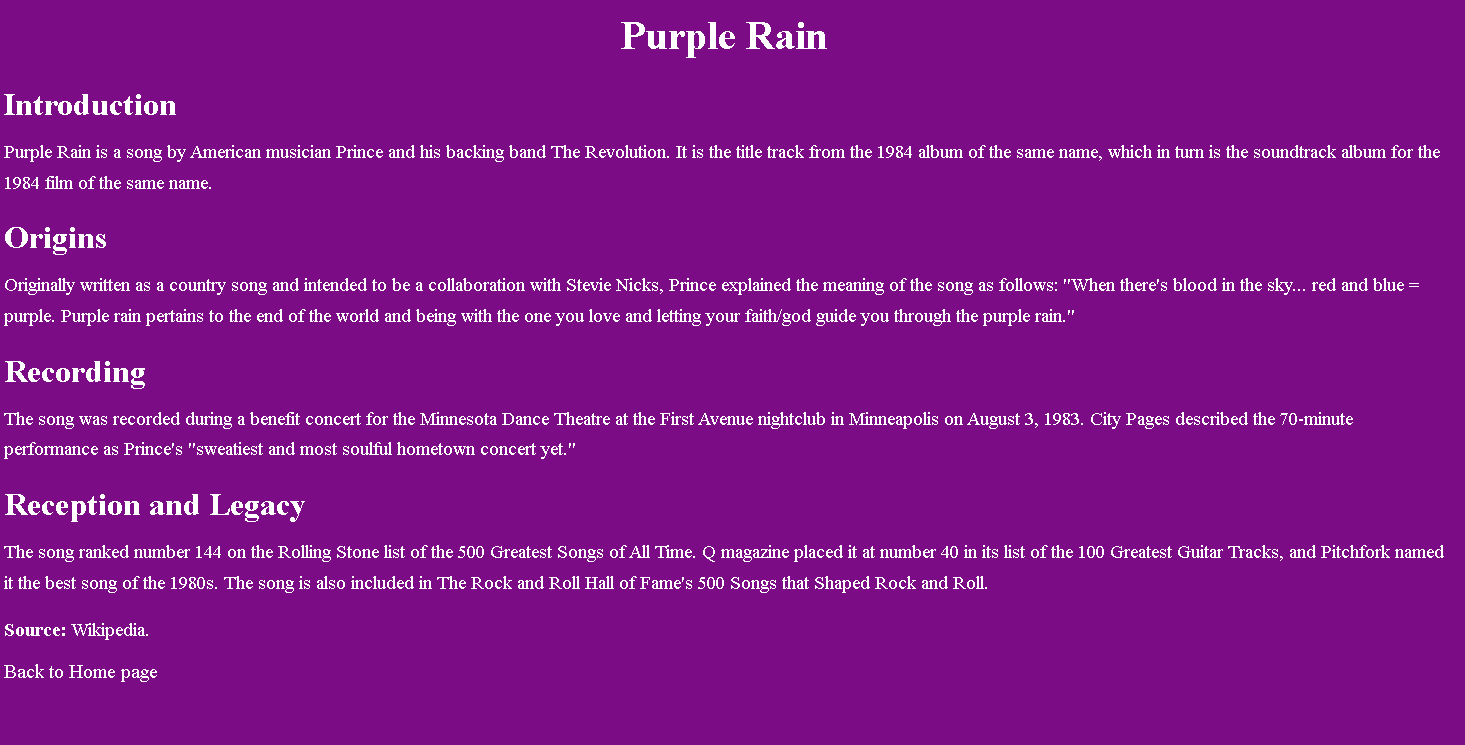 Purple Rain
Introduction
Purple Rain is a song by American musician Prince and his backing band The Revolution. It is the title track from the 1984 album of the same name, which in turn is the soundtrack album for the
1984 film of the same name.
Origins
Originally written as a country song and intended to be a collaboration with Stevie Nicks, Prince explained the meaning of the song as follows: "When there's blood in the sky... red and blue =
purple. Purple rain pertains to the end of the world and being with the one you love and letting your faith/god guide you through the purple rain."
Recording
The song was recorded during a benefit concert for the Minnesota Dance Theatre at the First Avenue nightclub in Minneapolis on August 3, 1983. City Pages described the 70-minute
performance as Prince's "sweatiest and most soulful hometown concert yet."
Reception and Legacy
The song ranked number 144 on the Rolling Stone list of the 500 Greatest Songs of All Time. Q magazine placed it at number 40 in its list of the 100 Greatest Guitar Tracks, and Pitchfork named
it the best song of the 1980s. The song is also included in The Rock and Roll Hall of Fame's 500 Songs that Shaped Rock and Roll.
Source: Wikipedia.
Back to Home page